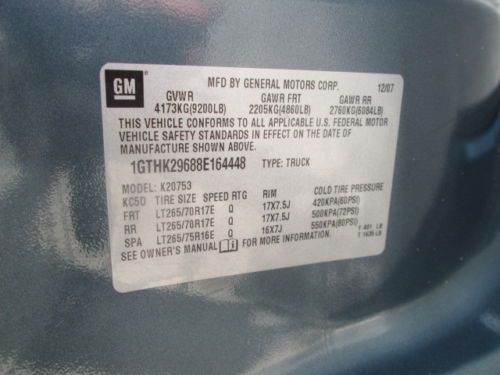 GM
MFD BY GENERAL MOTORS CORP. 12/07
GVWR GAWR FRT GAWR RR
4173KG(9200LB) 2205KG(4860LB) 2760KG(6084LB)
THIS VEHICLE CONFORMS TO ALL APPLICABLE U.S. FEDERAL MOTOR
VEHICLE SAFETY STANDARDS IN EFFECT ON THE DATE OF
MANUFACTURE SHOWN ABOVE.
1GTHK29688E164448 TYPE: TRUCK
MODEL: K20753
KC5D TIRE SIZE SPEED RTG RIM COLD TIRE PRESSURE
FRT LT265/70R17E Q 17X7.5J 420KPA(60PSI)
RR LT265/70R17E Q 17X7.5J 500KPA(72PSI)
SPA LT265/75R16E Q 16X7J 550KPA(80PSI)
SEE OWNER'S MANUAL FOR MORE INFORMATION.
LB
T 1635 LB